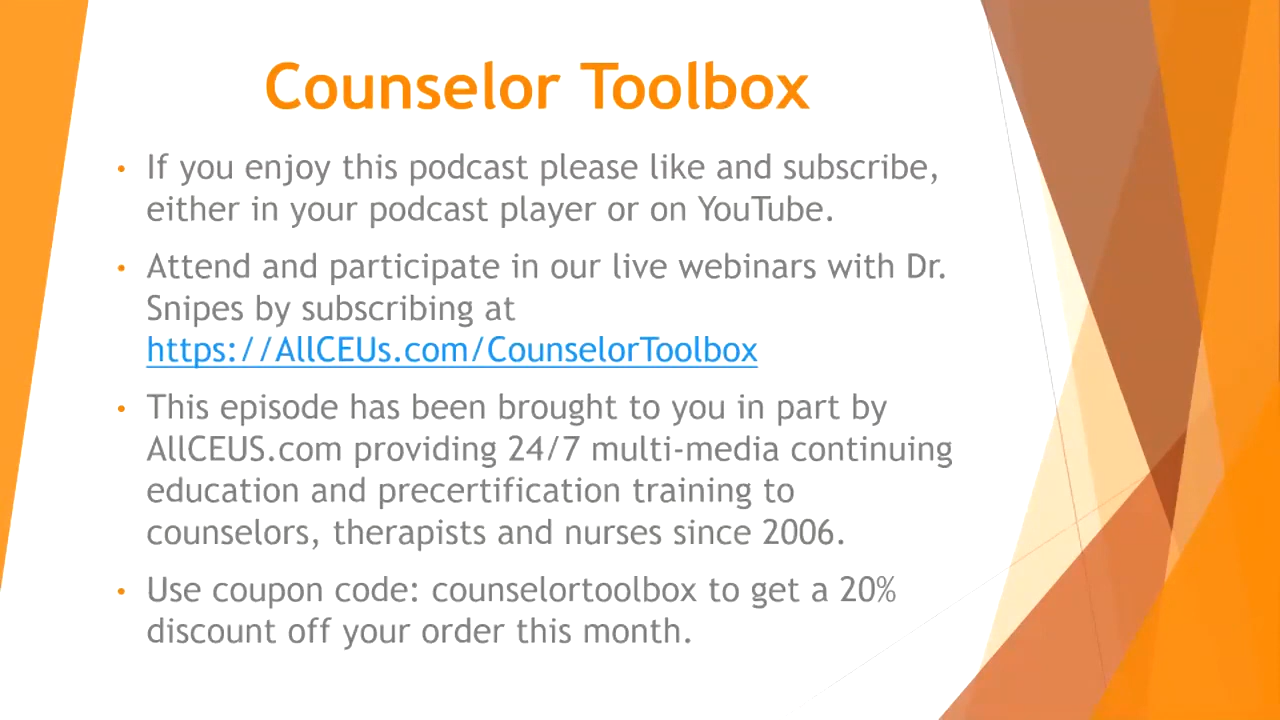 Counselor Toolbox
• If you enjoy this podcast please like and subscribe,
either in your podcast player or on YouTube.
• Attend and participate in our live webinars with Dr.
Snipes by subscribing at
https://AllCEUs.com/CounselorToolbox
• This episode has been brought to you in part by
AllCEUS.com providing 24/7 multi-media continuing
education and precertification training to
counselors, therapists and nurses since 2006.
• Use coupon code: counselortoolbox to get a 20%
discount off your order this month.